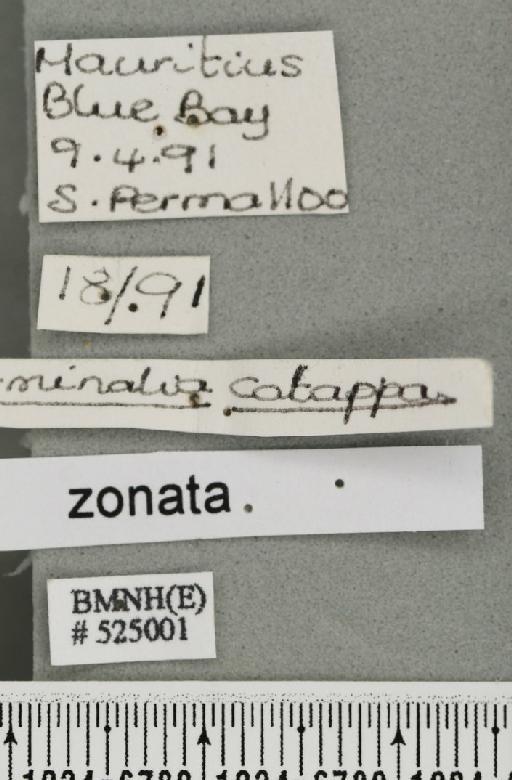 Mauritius
Blue Bay
9.4.91
S. Permalloo
18/.91
minalia catappa
zonata.
BMNH(E)
# 525001